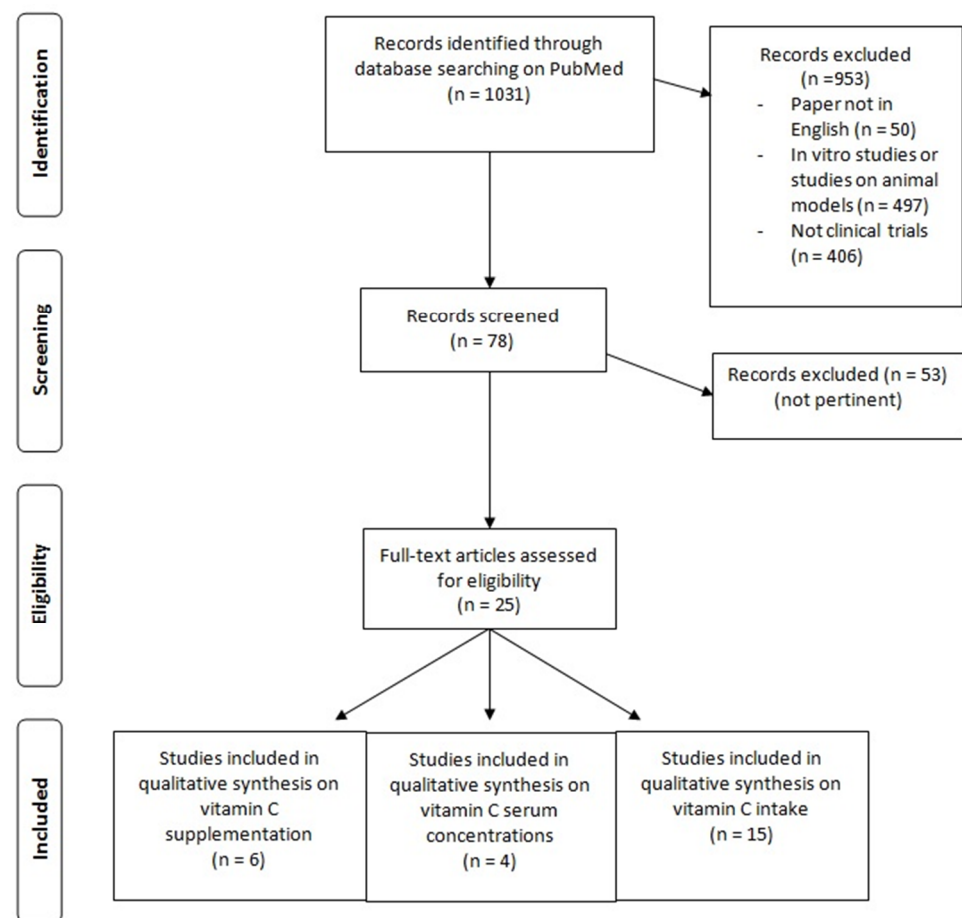 Identification
Records identified through
database searching on PubMed
(n = 1031)
Records excluded
(n =953)
- Paper not in
English (n = 50)
- In vitro studies or
studies on animal
models (n = 497)
- Not clinical trials
(n = 406)
Screening
Records screened
(n = 78)
Records excluded (n = 53)
(not pertinent)
Eligibility
Full-text articles assessed
for eligibility
(n = 25)
Included
Studies included in
qualitative synthesis on
vitamin C
supplementation
(n = 6)
Studies included in
qualitative synthesis on
vitamin C serum
concentrations
(n = 4)
Studies included in
qualitative synthesis on
vitamin C intake
(n = 15)